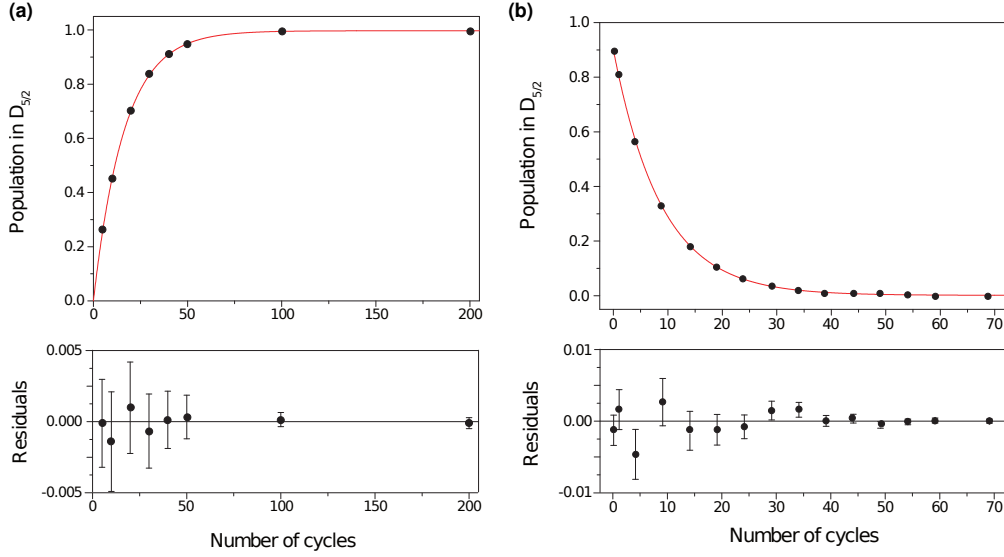 (a)
Population in D5/2
1.0
0.8
0.6
0.4
0.2
0.0
0 50 100 150 200
Residuals
0.005
0.000
-0.005
0 50 100 150 200
Number of cycles
(b)
Population in D5/2
1.0
0.8
0.6
0.4
0.2
0.0
0 10 20 30 40 50 60 70
Residuals
0.01
0.00
-0.01
0 10 20 30 40 50 60 70
Number of cycles